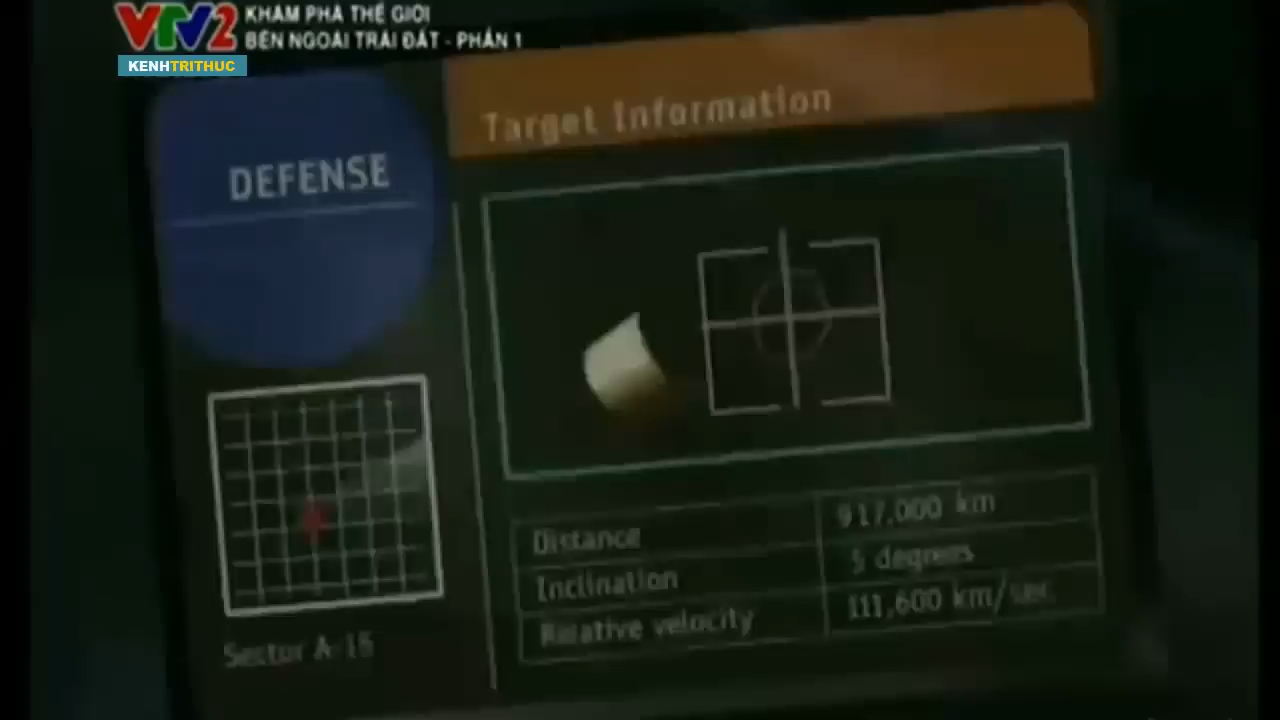 VTV2
KHÁM PHÁ THẾ GIỚI
BÊN NGOÀI TRÁI ĐẤT - PHẦN 1
KENHTRITHUC
DEFENSE
Target Information
Distance 917,000 km
Inclination 5 degrees
Relative velocity 111,600 km/sec.
Sector A-16